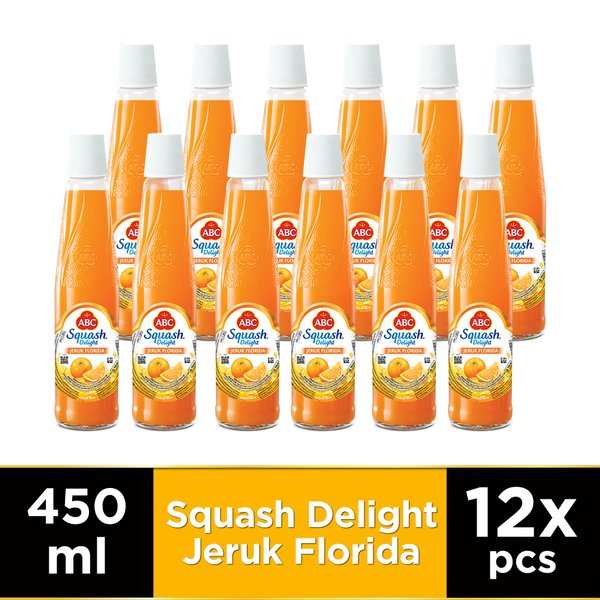 ABC
Squash
Delight
JERUK FLORIDA
450
ml
Squash Delight
Jeruk Florida
12x
pcs